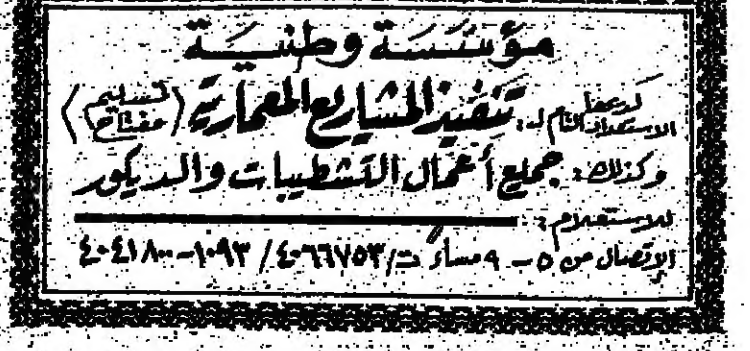 مؤسسة وطنية
لديها الاستعداد التام لـ: تنفيذ المشاريع المعمارية (تسليم مفتاح)
وكذلك: جميع أعمال التشطيبات والديكور
للاستعلام:
الإتصال من ٥ - ٩ مساءً ت/ ٤٠٦٦٧٥٣ / ١٠٩٣-٤٠٤١٨٠٠